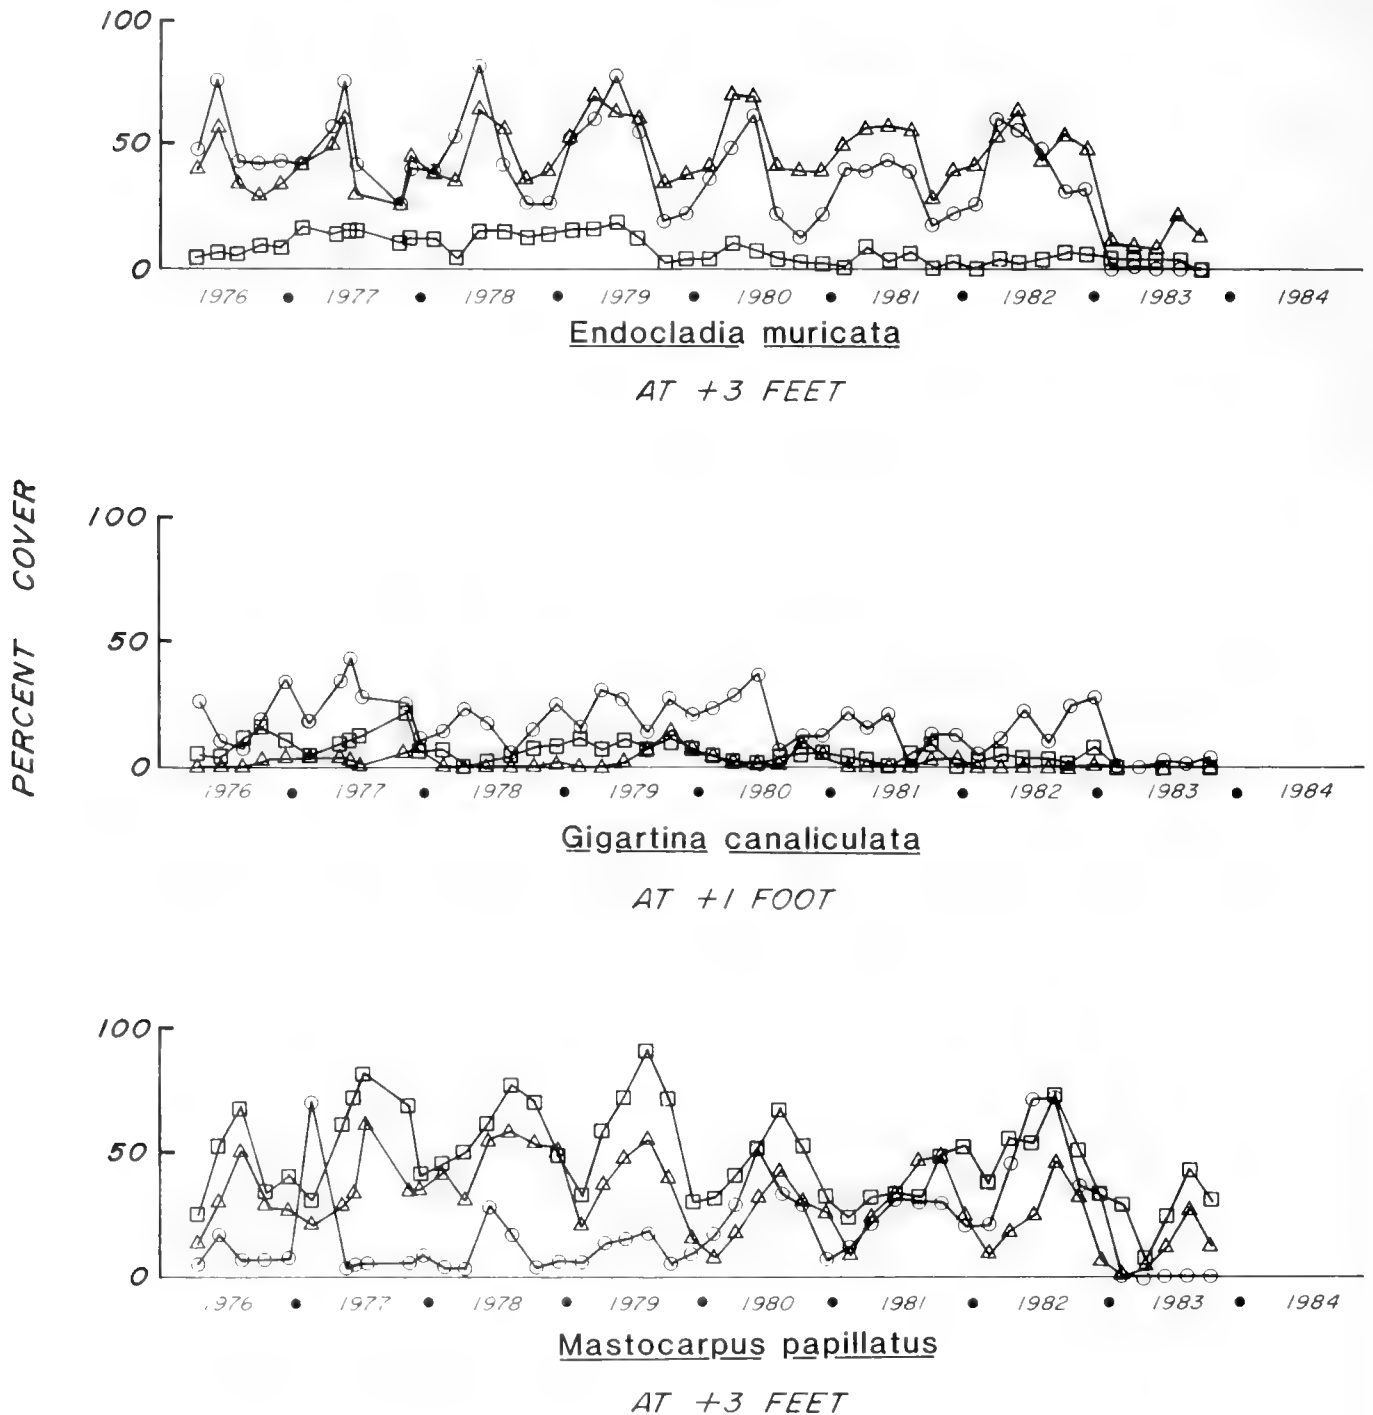 PERCENT COVER
100
50
0
1976 • 1977 • 1978 • 1979 • 1980 • 1981 • 1982 • 1983 • 1984
Endocladia muricata
AT +3 FEET
100
50
0
1976 • 1977 • 1978 • 1979 • 1980 • 1981 • 1982 • 1983 • 1984
Gigartina canaliculata
AT +1 FOOT
100
50
0
1976 • 1977 • 1978 • 1979 • 1980 • 1981 • 1982 • 1983 • 1984
Mastocarpus papillatus
AT +3 FEET